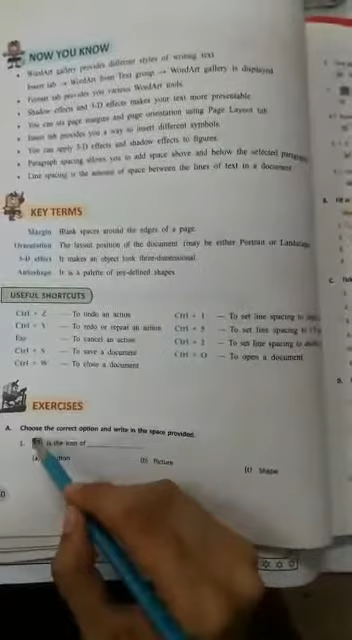 NOW YOU KNOW
• WordArt gallery provides different styles of writing text
Insert tab → WordArt from Text group → WordArt gallery is displayed
• Format tab provides you various WordArt tools.
• Shadow effects and 3-D effects makes your text more presentable
• You can set page margins and page orientation using Page Layout tab
• Insert tab provides you a way to insert different symbols.
• You can apply 3-D effects and shadow effects to figures.
• Paragraph spacing allows you to add space above and below the selected
• Line spacing is the amount of space between the lines of text in a document
KEY TERMS
Margin Blank spaces around the edges of a page.
Orientation The layout position of the document (may be either Portrait or
3-D effect It makes an object look three-dimensional
Autoshape It is a palette of pre-defined shapes
USEFUL SHORTCUTS
Ctrl + Z — To undo an action Ctrl + 1 — To set line spacing to
Ctrl + Y — To redo or repeat an action Ctrl + 5 — To set line spacing to
Esc — To cancel an action Ctrl + 2 — To set line spacing to
Ctrl + S — To save a document Ctrl + O — To open a document
Ctrl + W — To close a document
EXERCISES
A. Choose the correct option and write in the space provided.
1. is the icon of
(a) (b) Picture (c) Shape